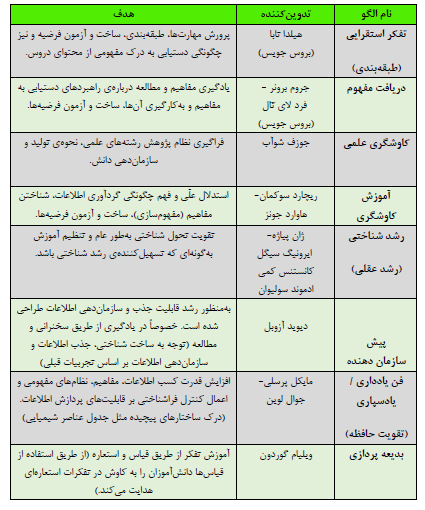 نام الگو
تدوین‌کننده
هدف
تفکر استقرایی
(طبقه‌بندی)
هیلدا تابا
(بروس جویس)
پرورش مهارت‌ها، طبقه‌بندی، ساخت و آزمون فرضیه و نیز
چگونگی دستیابی به درک مفهومی از محتوای دروس.
دریافت مفهوم
جروم برونر -
فرد لای تال
(بروس جویس)
یادگیری مفاهیم و مطالعه درباره‌ی راهبردهای دستیابی به
مفاهیم و به‌کارگیری آن‌ها، ساخت و آزمون فرضیه‌ها.
کاوشگری علمی
جوزف شوآب
فراگیری نظام پژوهش رشته‌های علمی، نحوه‌ی تولید و
سازمان‌دهی دانش.
آموزش
کاوشگری
ریچارد سوکمان-
هاوارد جونز
استدلال علّی و فهم چگونگی گردآوری اطلاعات، شناختن
مفاهیم (مفهوم‌سازی)، ساخت و آزمون فرضیه‌ها.
رشد شناختی
(رشد عقلی)
ژان پیاژه-
ایرونیگ سیگل
کانستنس کمی
ادموند سولیوان
تقویت تحول شناختی به‌طور عام و تنظیم آموزش
به‌گونه‌ای که تسهیل‌کننده‌ی رشد شناختی باشد.
پیش
سازمان دهنده
دیوید آزوبل
به‌منظور رشد قابلیت جذب و سازمان‌دهی اطلاعات طراحی
شده است. خصوصاً در یادگیری از طریق سخنرانی و
مطالعه (توجه به ساخت شناختی، جذب اطلاعات و
سازمان‌دهی اطلاعات بر اساس تجربیات قبلی)
فن یادداری /
یادسپاری
(تقویت حافظه)
مایکل پرسلی-
جوال لوین
افزایش قدرت کسب اطلاعات، مفاهیم، نظام‌های مفهومی و
اعمال کنترل فراشناختی بر قابلیت‌های پردازش اطلاعات.
(درک ساختارهای پیچیده مثل جدول عناصر شیمیایی)
بدیعه پردازی
ویلیام گوردون
آموزش تفکر از طریق قیاس و استعاره (از طریق استفاده از
قیاس‌ها دانش‌آموزان را به کاوش در تفکرات استعاره‌ای
هدایت می‌کند.)